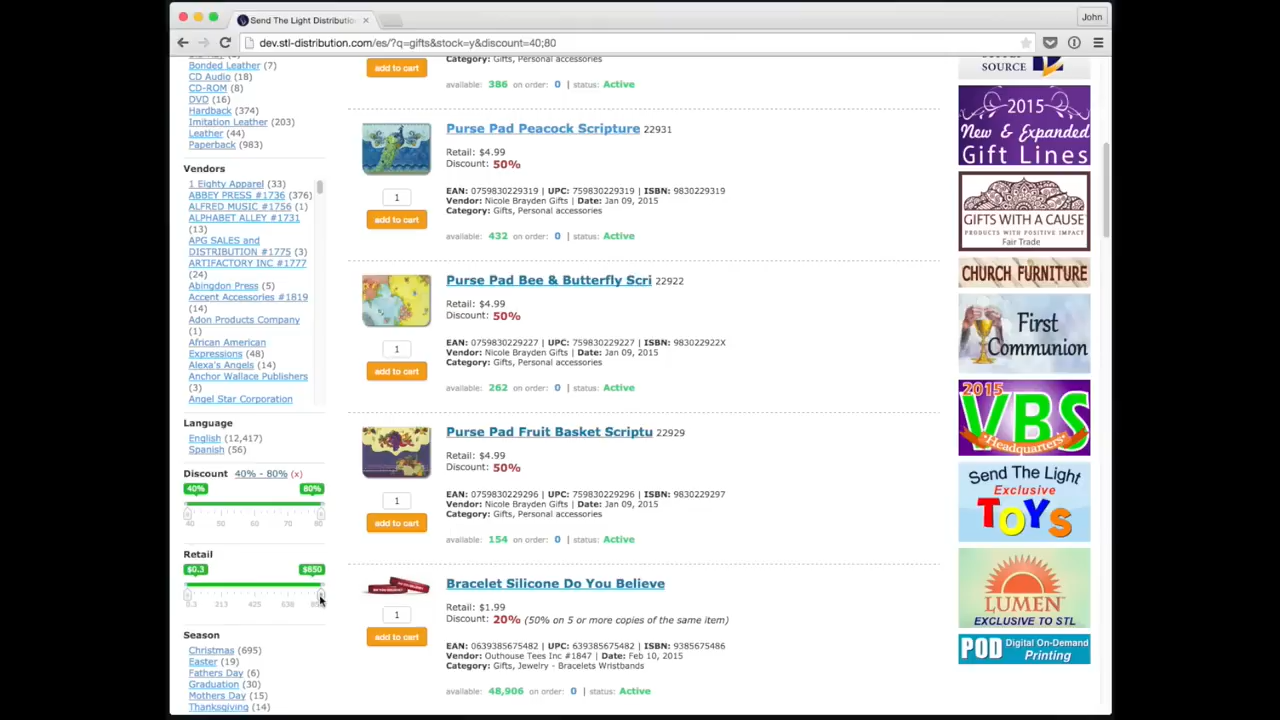 Send The Light Distributio
John
dev.stl-distribution.com/es/?q=gifts&stock=y&discount=40;80
Bonded Leather (7)
CD Audio (18)
CD-ROM (8)
DVD (16)
Hardback (374)
Imitation Leather (203)
Leather (44)
Paperback (983)
Vendors
1 Eighty Apparel (33)
ABBEY PRESS #1736 (376)
ALFRED MUSIC #1756 (1)
ALPHABET ALLEY #1731
(13)
APG SALES and
DISTRIBUTION #1775 (3)
ARTIFACTORY INC #1777
(24)
Abingdon Press (5)
Accent Accessories #1819
(14)
Adon Products Company
(1)
African American
Expressions (48)
Alexa's Angels (14)
Anchor Wallace Publishers
(3)
Angel Star Corporation
Language
English (12,417)
Spanish (56)
Discount 40% - 80% (x)
40% 80%
40 50 60 70 80
Retail
$0.3 $850
0.3 213 425 638
Season
Christmas (695)
Easter (19)
Fathers Day (6)
Graduation (30)
Mothers Day (15)
Thanksgiving (14)
add to cart
Category: Gifts, Personal accessories
available: 386 on order: 0 | status: Active
Purse Pad Peacock Scripture 22931
Retail: $4.99
Discount: 50%
1
add to cart
EAN: 0759830229319 | UPC: 759830229319 | ISBN: 9830229319
Vendor: Nicole Brayden Gifts | Date: Jan 09, 2015
Category: Gifts, Personal accessories
available: 432 on order: 0 | status: Active
Purse Pad Bee & Butterfly Scri 22922
Retail: $4.99
Discount: 50%
1
add to cart
EAN: 0759830229227 | UPC: 759830229227 | ISBN: 983022922X
Vendor: Nicole Brayden Gifts | Date: Jan 09, 2015
Category: Gifts, Personal accessories
available: 262 on order: 0 | status: Active
Purse Pad Fruit Basket Scriptu 22929
Retail: $4.99
Discount: 50%
1
add to cart
EAN: 0759830229296 | UPC: 759830229296 | ISBN: 9830229297
Vendor: Nicole Brayden Gifts | Date: Jan 09, 2015
Category: Gifts, Personal accessories
available: 154 on order: 0 | status: Active
Bracelet Silicone Do You Believe
Retail: $1.99
Discount: 20% (50% on 5 or more copies of the same item)
1
add to cart
EAN: 0639385675482 | UPC: 639385675482 | ISBN: 9385675486
Vendor: Outhouse Tees Inc #1847 | Date: Feb 10, 2015
Category: Gifts, Jewelry - Bracelets Wristbands
available: 48,906 on order: 0 | status: Active
SOURCE
2015
New & Expanded
Gift Lines
GIFTS WITH A CAUSE
PRODUCTS WITH POSITIVE IMPACT
Fair Trade
CHURCH FURNITURE
First
Communion
2015
VBS
Headquarters
Send The Light
Exclusive
TOYS
LUMEN
EXCLUSIVE TO STL
POD Digital On-Demand
Printing